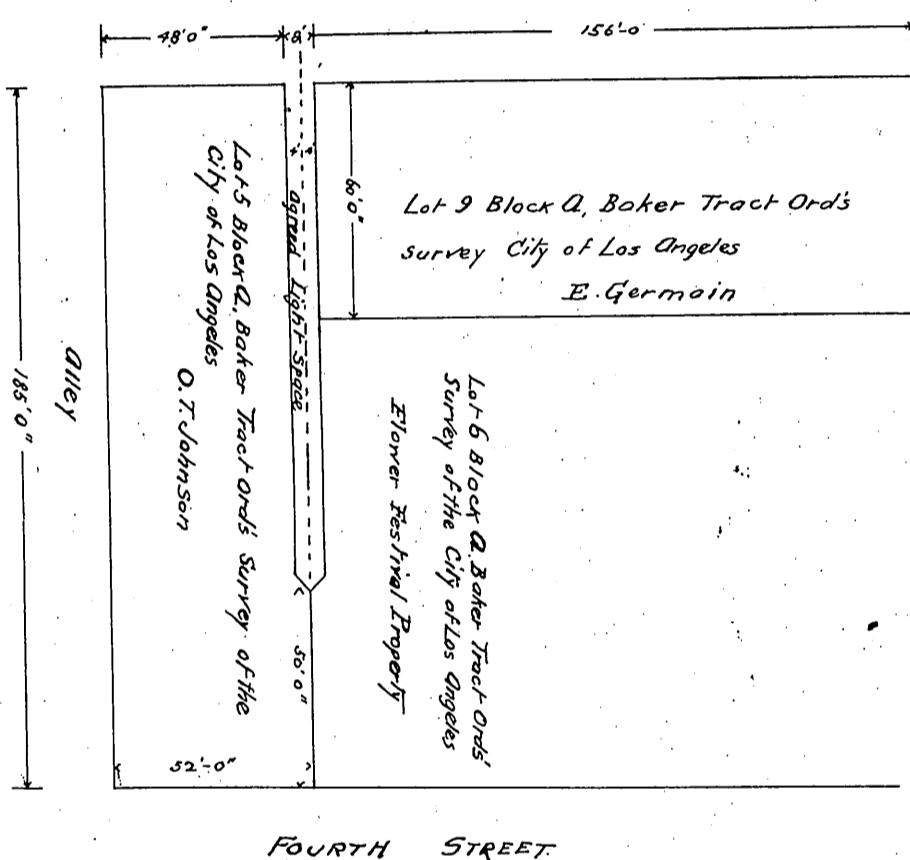 48'0"
8'
156'-0
185'0"
Alley
Lot 5 Block A, Baker Tract Ord's Survey of the
City of Los Angeles
O. T. Johnson
4' 4'
agreed Light Space
60'0"
Lot 9 Block A, Baker Tract Ord's
survey City of Los Angeles
E. Germain
Lot 6 Block A Baker Tract Ords'
Survey of the City of Los Angeles
Flower Festival Property
50'0"
52'-0"
FOURTH STREET.